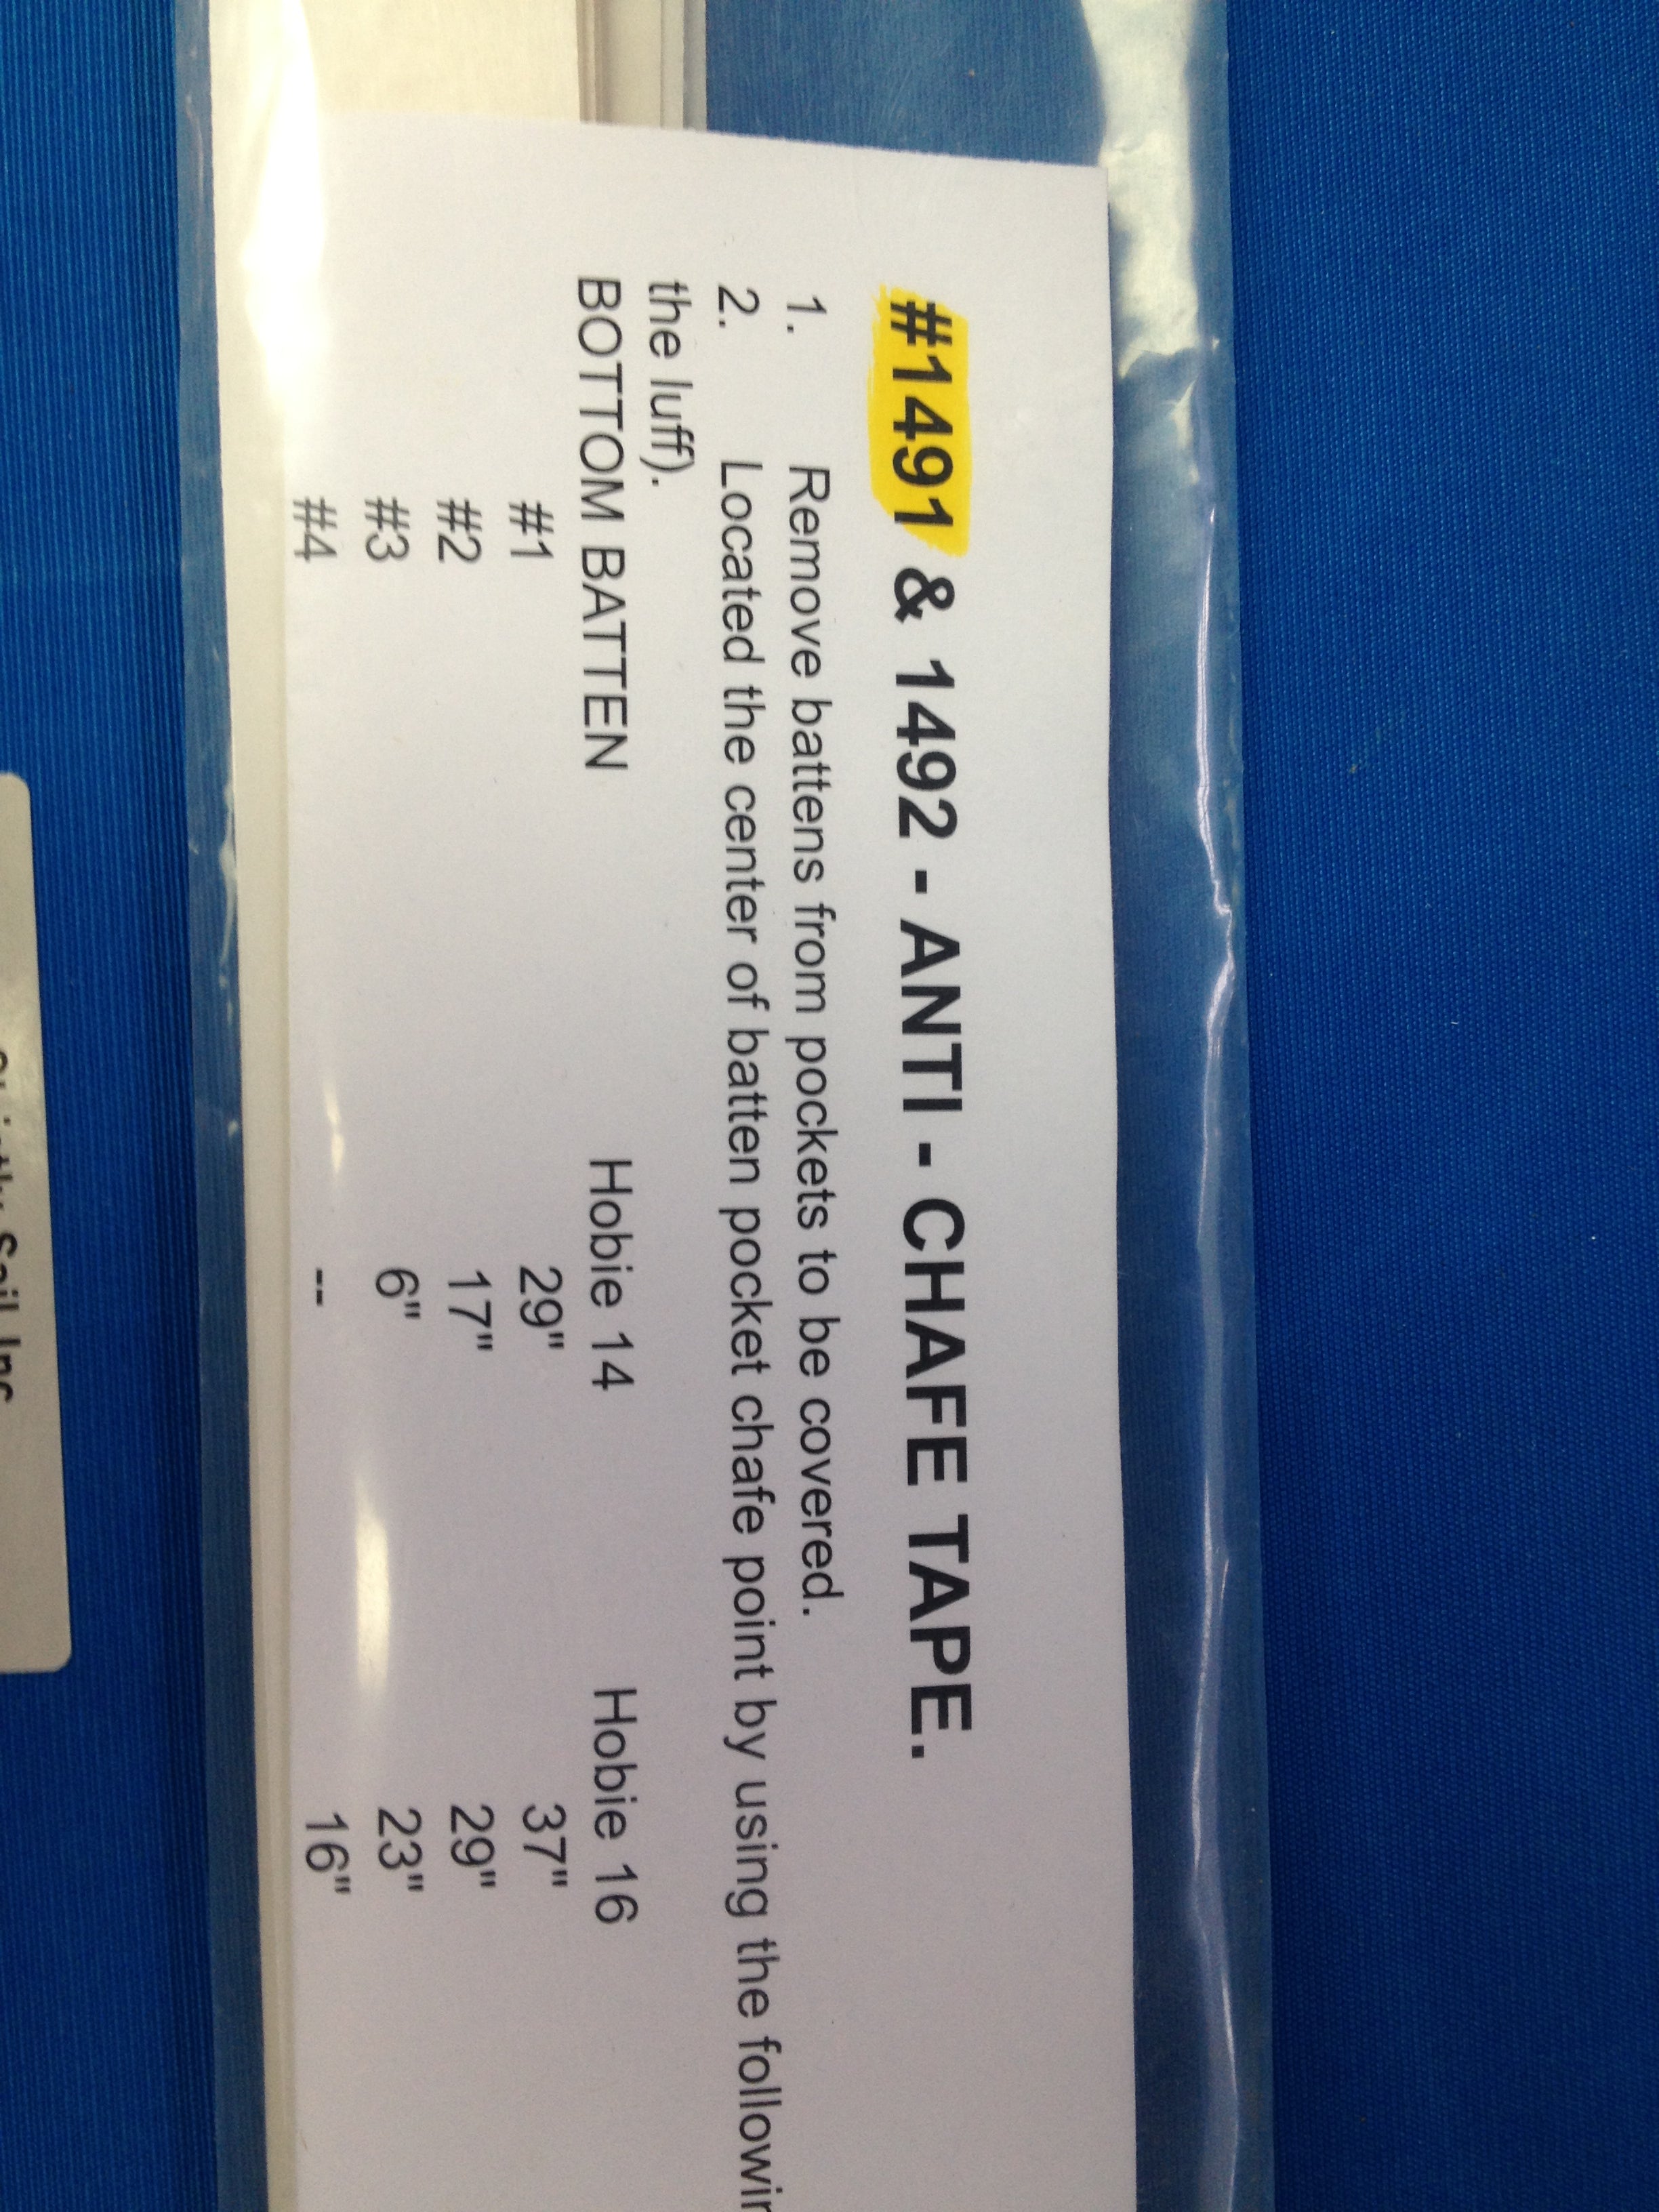 #1491 & 1492 - ANTI - CHAFE TAPE.
1. Remove battens from pockets to be covered.
2. Located the center of batten pocket chafe point by using the
the luff).
BOTTOM BATTEN Hobie 14 Hobie 16
#1 29" 37"
#2 17" 29"
#3 6" 23"
#4 -- 16"
Sail Inc